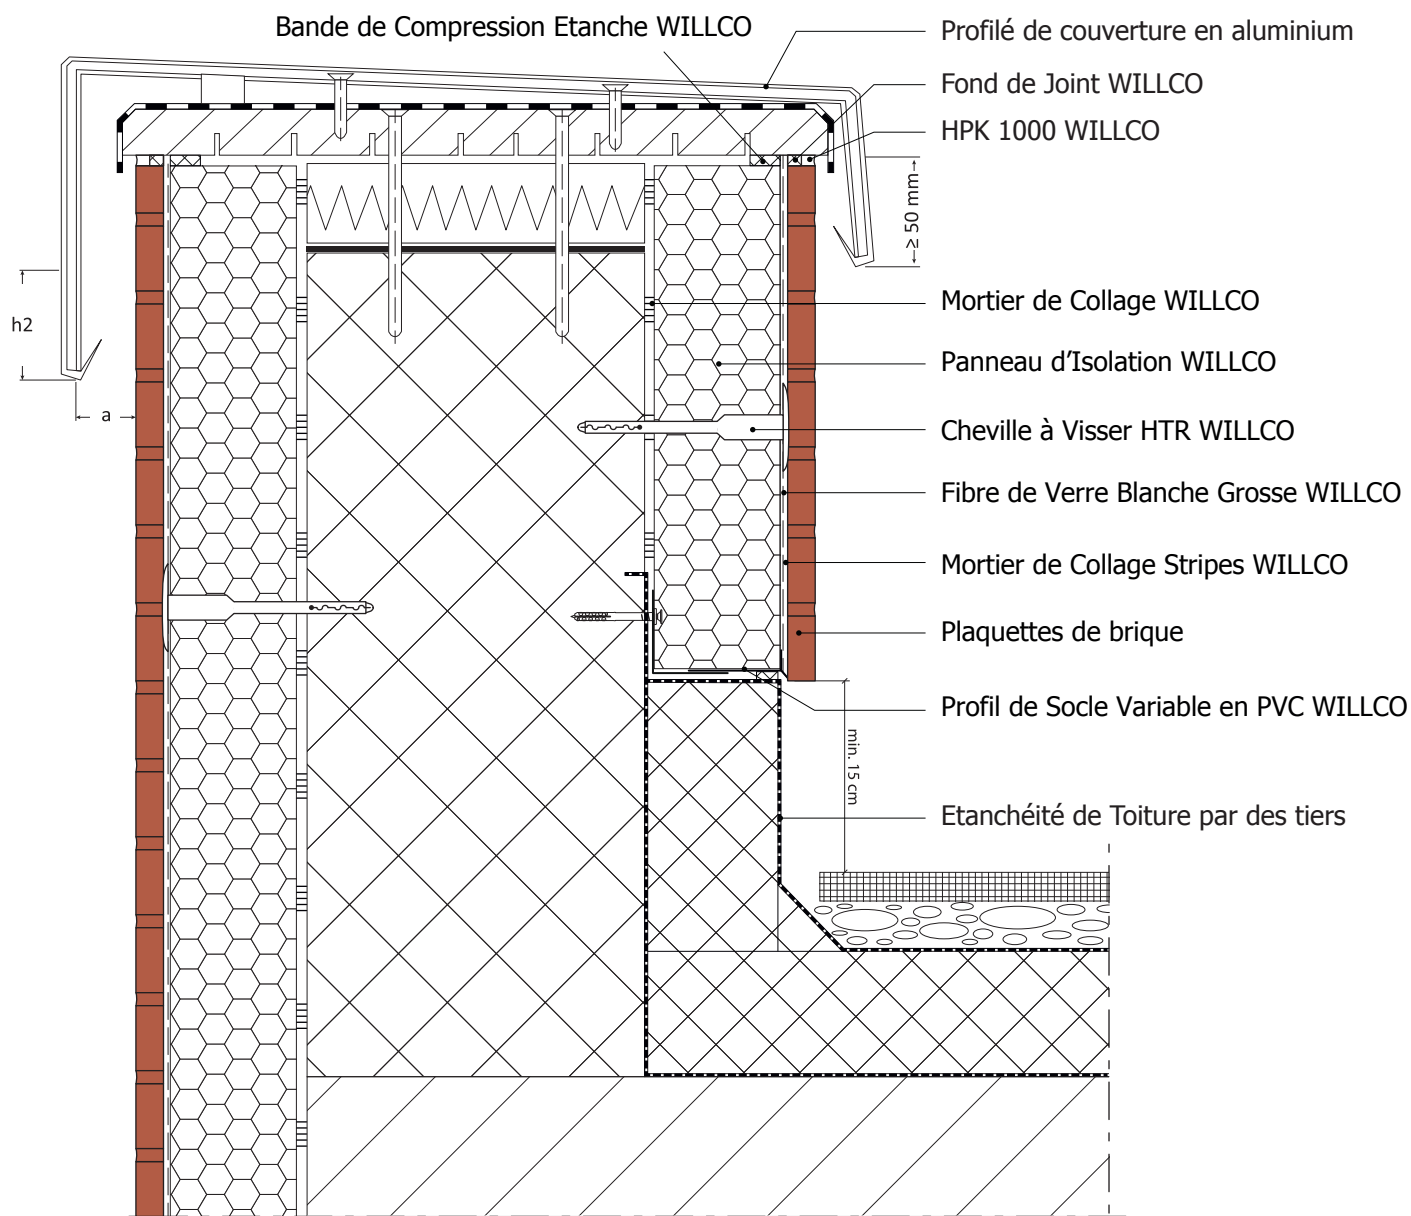 Bande de Compression Etanche WILLCO
Profilé de couverture en aluminium
Fond de Joint WILLCO
HPK 1000 WILLCO
≥ 50 mm
Mortier de Collage WILLCO
h2
Panneau d’Isolation WILLCO
a
Cheville à Visser HTR WILLCO
Fibre de Verre Blanche Grosse WILLCO
Mortier de Collage Stripes WILLCO
Plaquettes de brique
Profil de Socle Variable en PVC WILLCO
min. 15 cm
Etanchéité de Toiture par des tiers